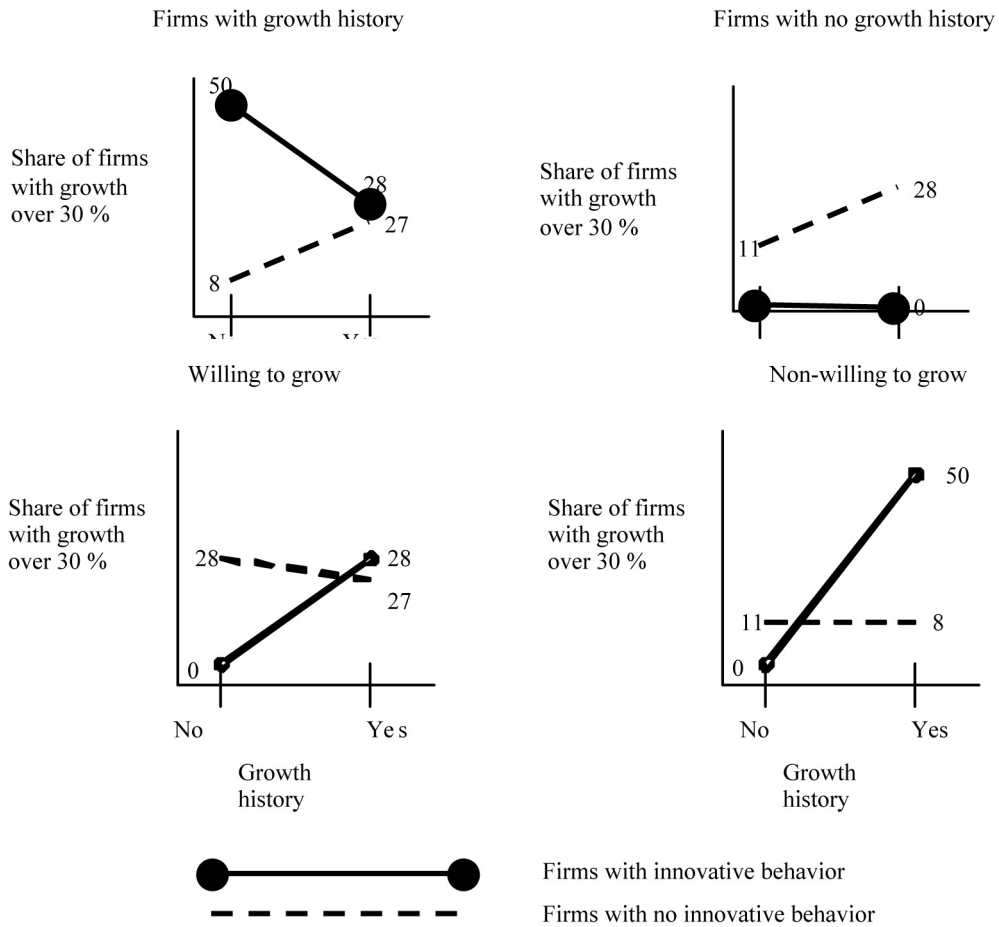 Firms with growth history
Firms with no growth history
50
Share of firms
with growth
over 30 %
28
27
8
Share of firms
with growth
over 30 %
28
11
0
Willing to grow
Non-willing to grow
Share of firms
with growth
over 30 %
28
28
27
0
No
Yes
Growth
history
Share of firms
with growth
over 30 %
50
11
8
0
No
Yes
Growth
history
Firms with innovative behavior
Firms with no innovative behavior